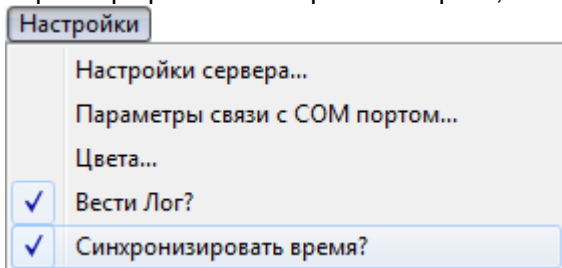 Настройки
Настройки сервера...
Параметры связи с COM портом...
Цвета...
Вести Лог?
Синхронизировать время?